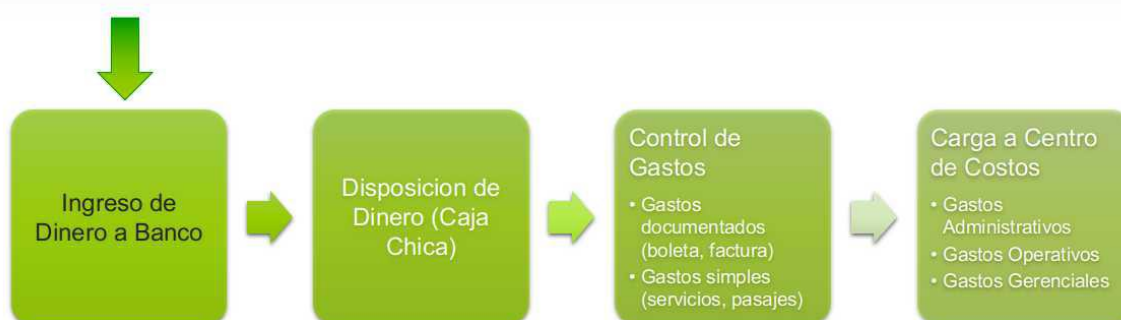 Ingreso de
Dinero a Banco
Disposicion de
Dinero (Caja
Chica)
Control de
Gastos
• Gastos
documentados
(boleta, factura)
• Gastos simples
(servicios, pasajes)
Carga a Centro
de Costos
• Gastos
Administrativos
• Gastos Operativos
• Gastos Gerenciales